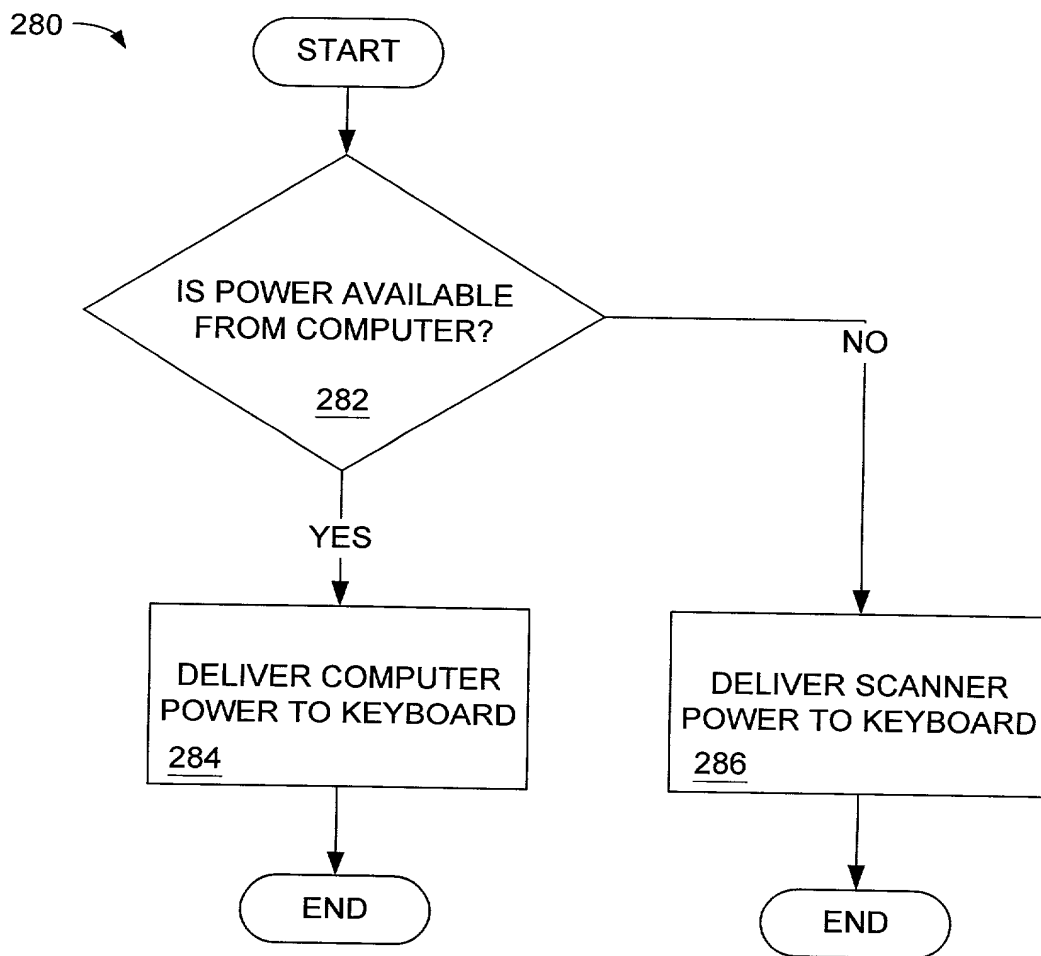 280
START
IS POWER AVAILABLE
FROM COMPUTER?
282
NO
YES
DELIVER COMPUTER
POWER TO KEYBOARD
284
DELIVER SCANNER
POWER TO KEYBOARD
286
END
END